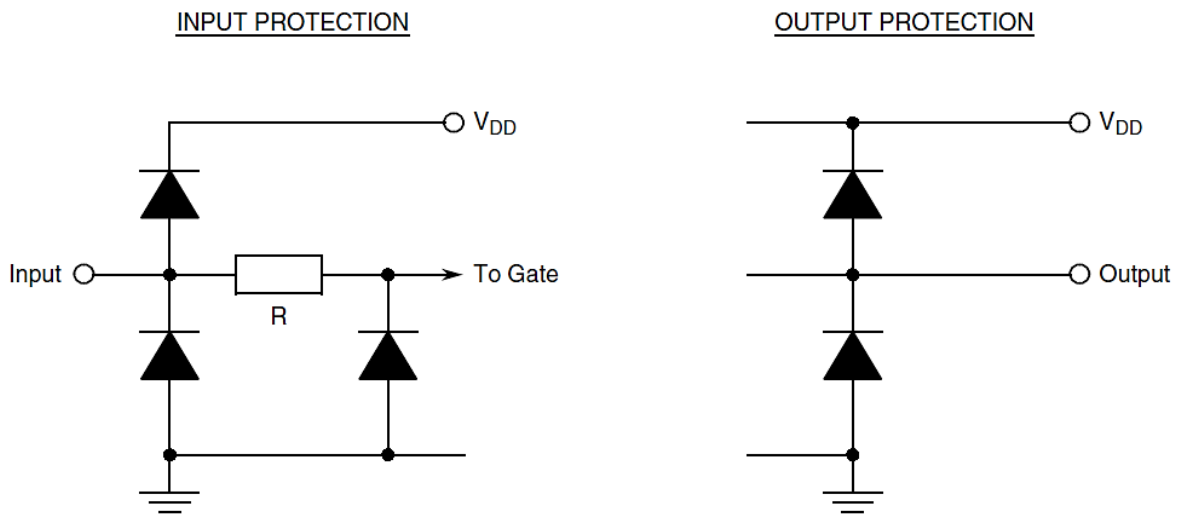 INPUT PROTECTION
OUTPUT PROTECTION
VDD
VDD
Input
To Gate
R
Output